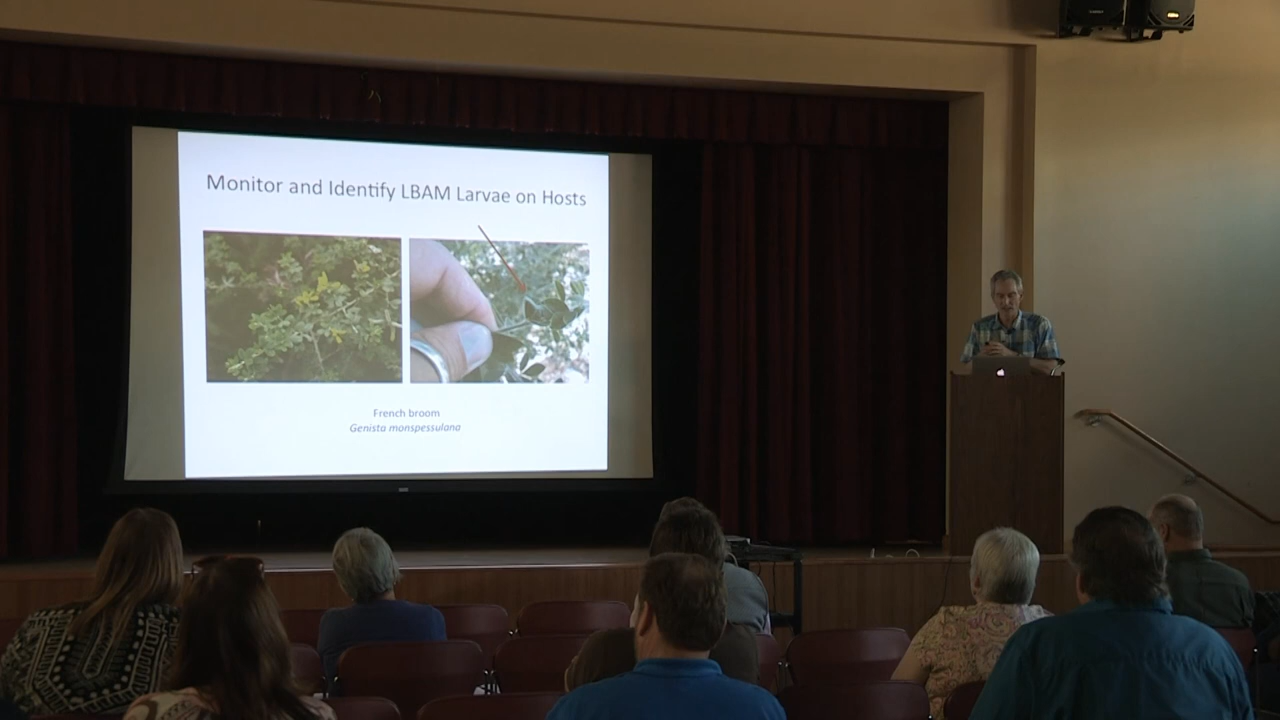 Monitor and Identify LBAM Larvae on Hosts
French broom
Genista monspessulana